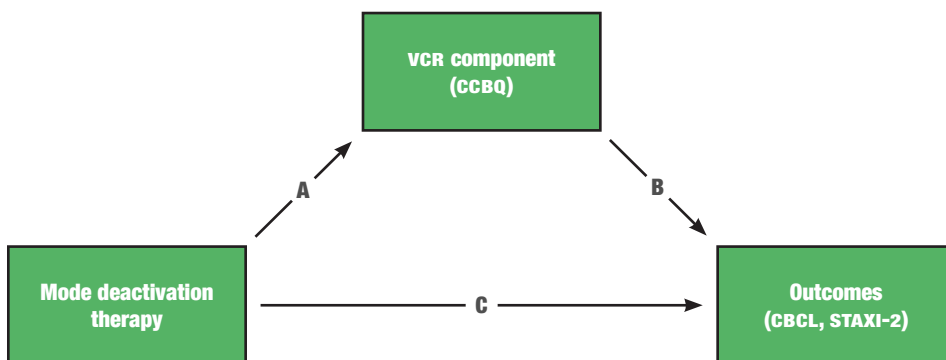 VCR component
(CCBQ)
A
B
Mode deactivation
therapy
C
Outcomes
(CBCL, STAXI-2)